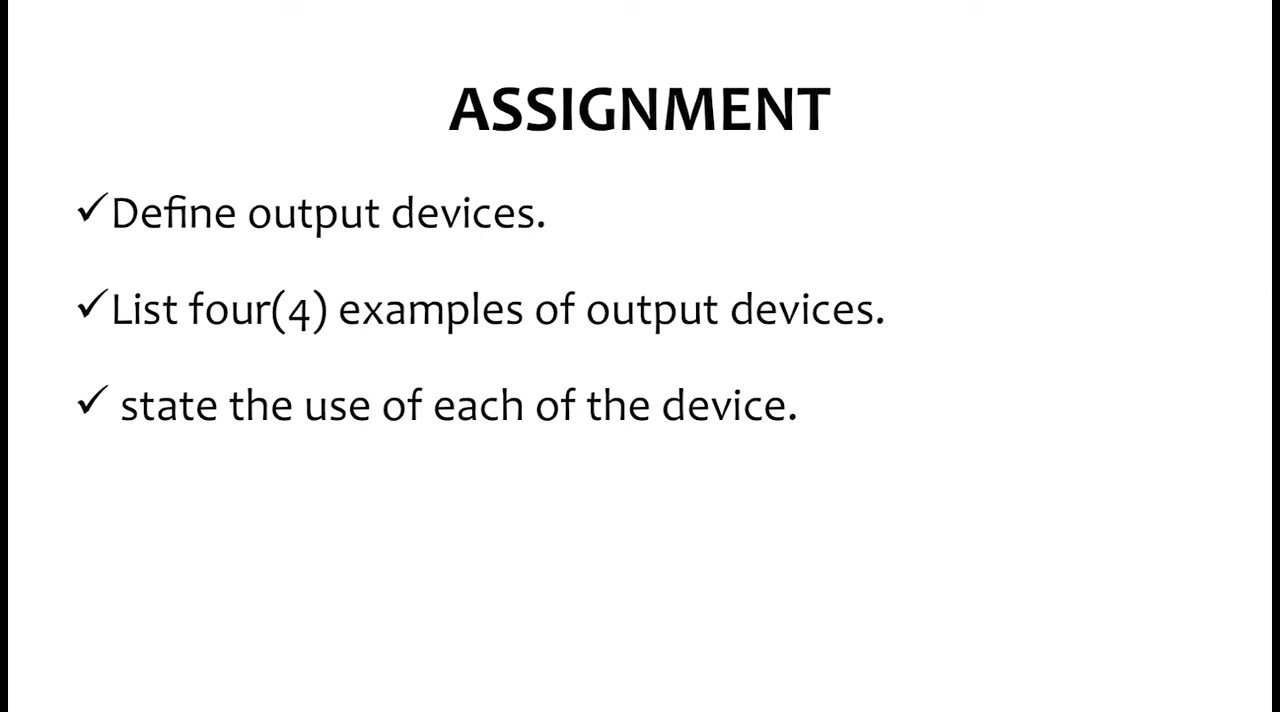 ASSIGNMENT
✓Define output devices.
✓List four(4) examples of output devices.
✓ state the use of each of the device.